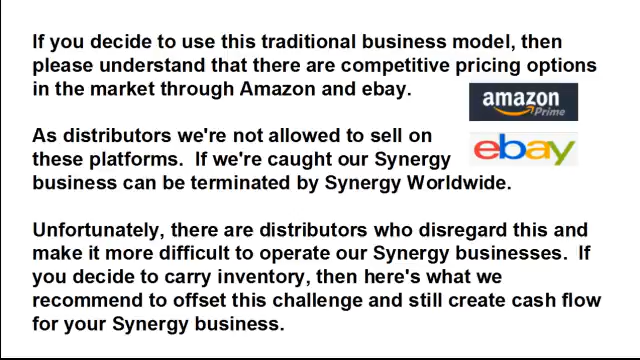 If you decide to use this traditional business model, then
please understand that there are competitive pricing options
in the market through Amazon and ebay.
amazon
Prime
As distributors we're not allowed to sell on
these platforms.  If we're caught our Synergy
ebay
business can be terminated by Synergy Worldwide.
Unfortunately, there are distributors who disregard this and
make it more difficult to operate our Synergy businesses.  If
you decide to carry inventory, then here's what we
recommend to offset this challenge and still create cash flow
for your Synergy business.